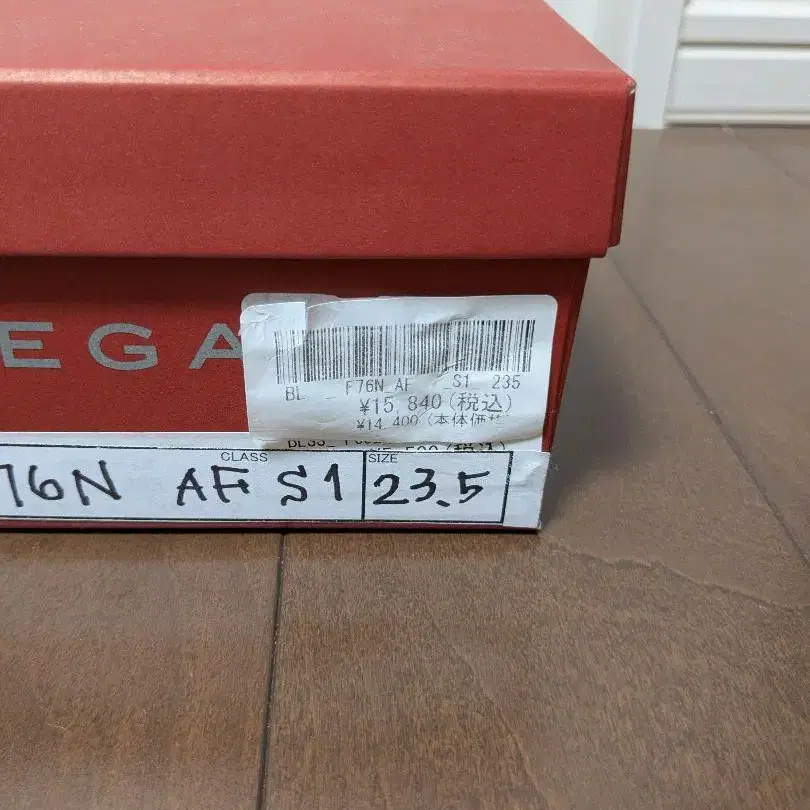 EGA
BL F76N AF S1 235
¥15,840(税込)
¥14,400(本体価
CLASS SIZE
76N AF S1 23.5